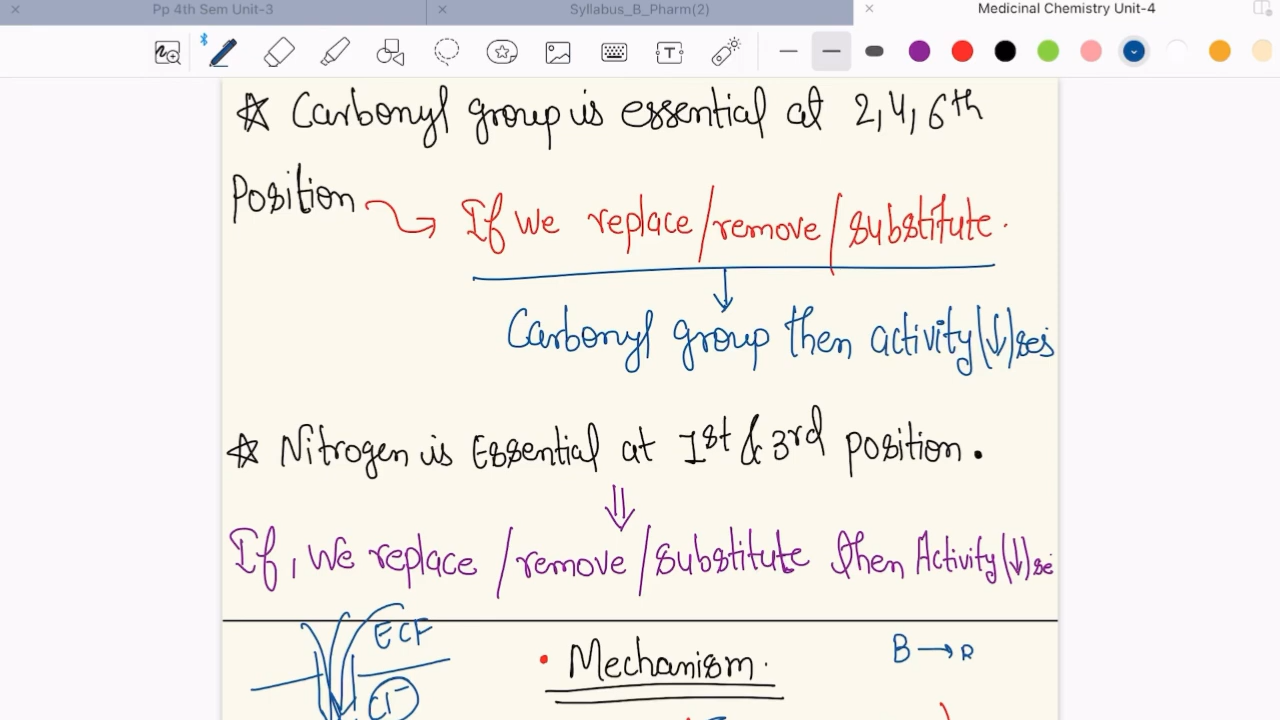 Pp 4th Sem Unit-3
Syllabus_B_Pharm(2)
Medicinal Chemistry Unit-4
☆ Carbonyl group is essential at 2,4,6th
Position → If we replace/remove/substitute.
↓
Carbonyl group then activity(↓)ses
☆ Nitrogen is Essential at 1st & 3rd position.
⇓
If, we replace/remove/substitute then Activity(↓)se
ECF
Cl⁻
• Mechanism.
B → R